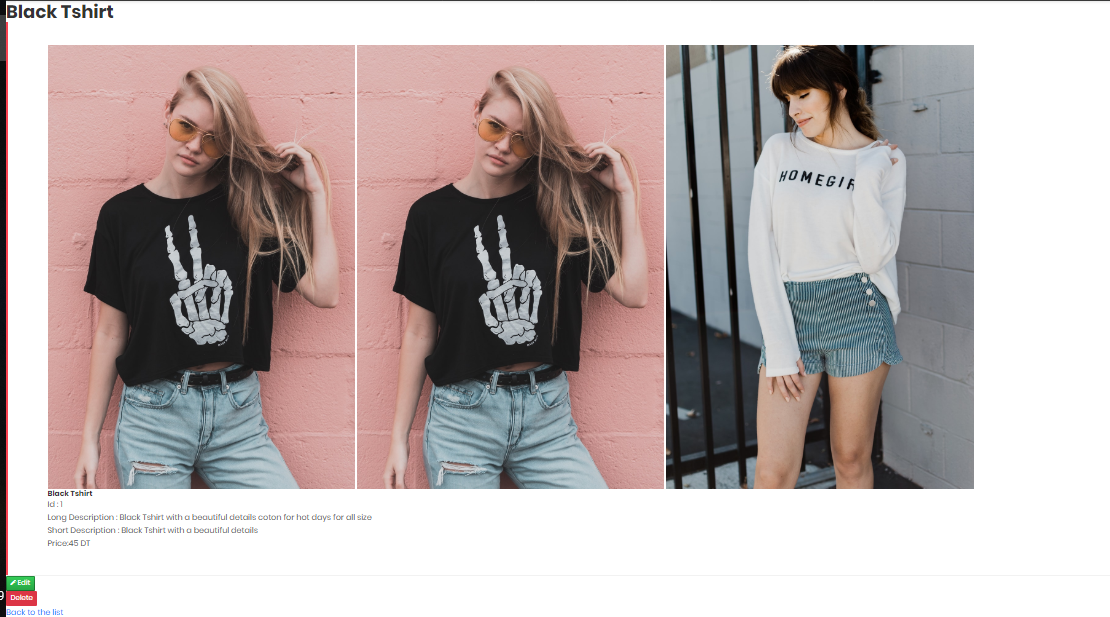 Black Tshirt
HOMEGIR
Black Tshirt
Id : 1
Long Description : Black Tshirt with a beautiful details coton for hot days for all size
Short Description : Black Tshirt with a beautiful details
Price:45 DT
Edit
9
Delete
Back to the list